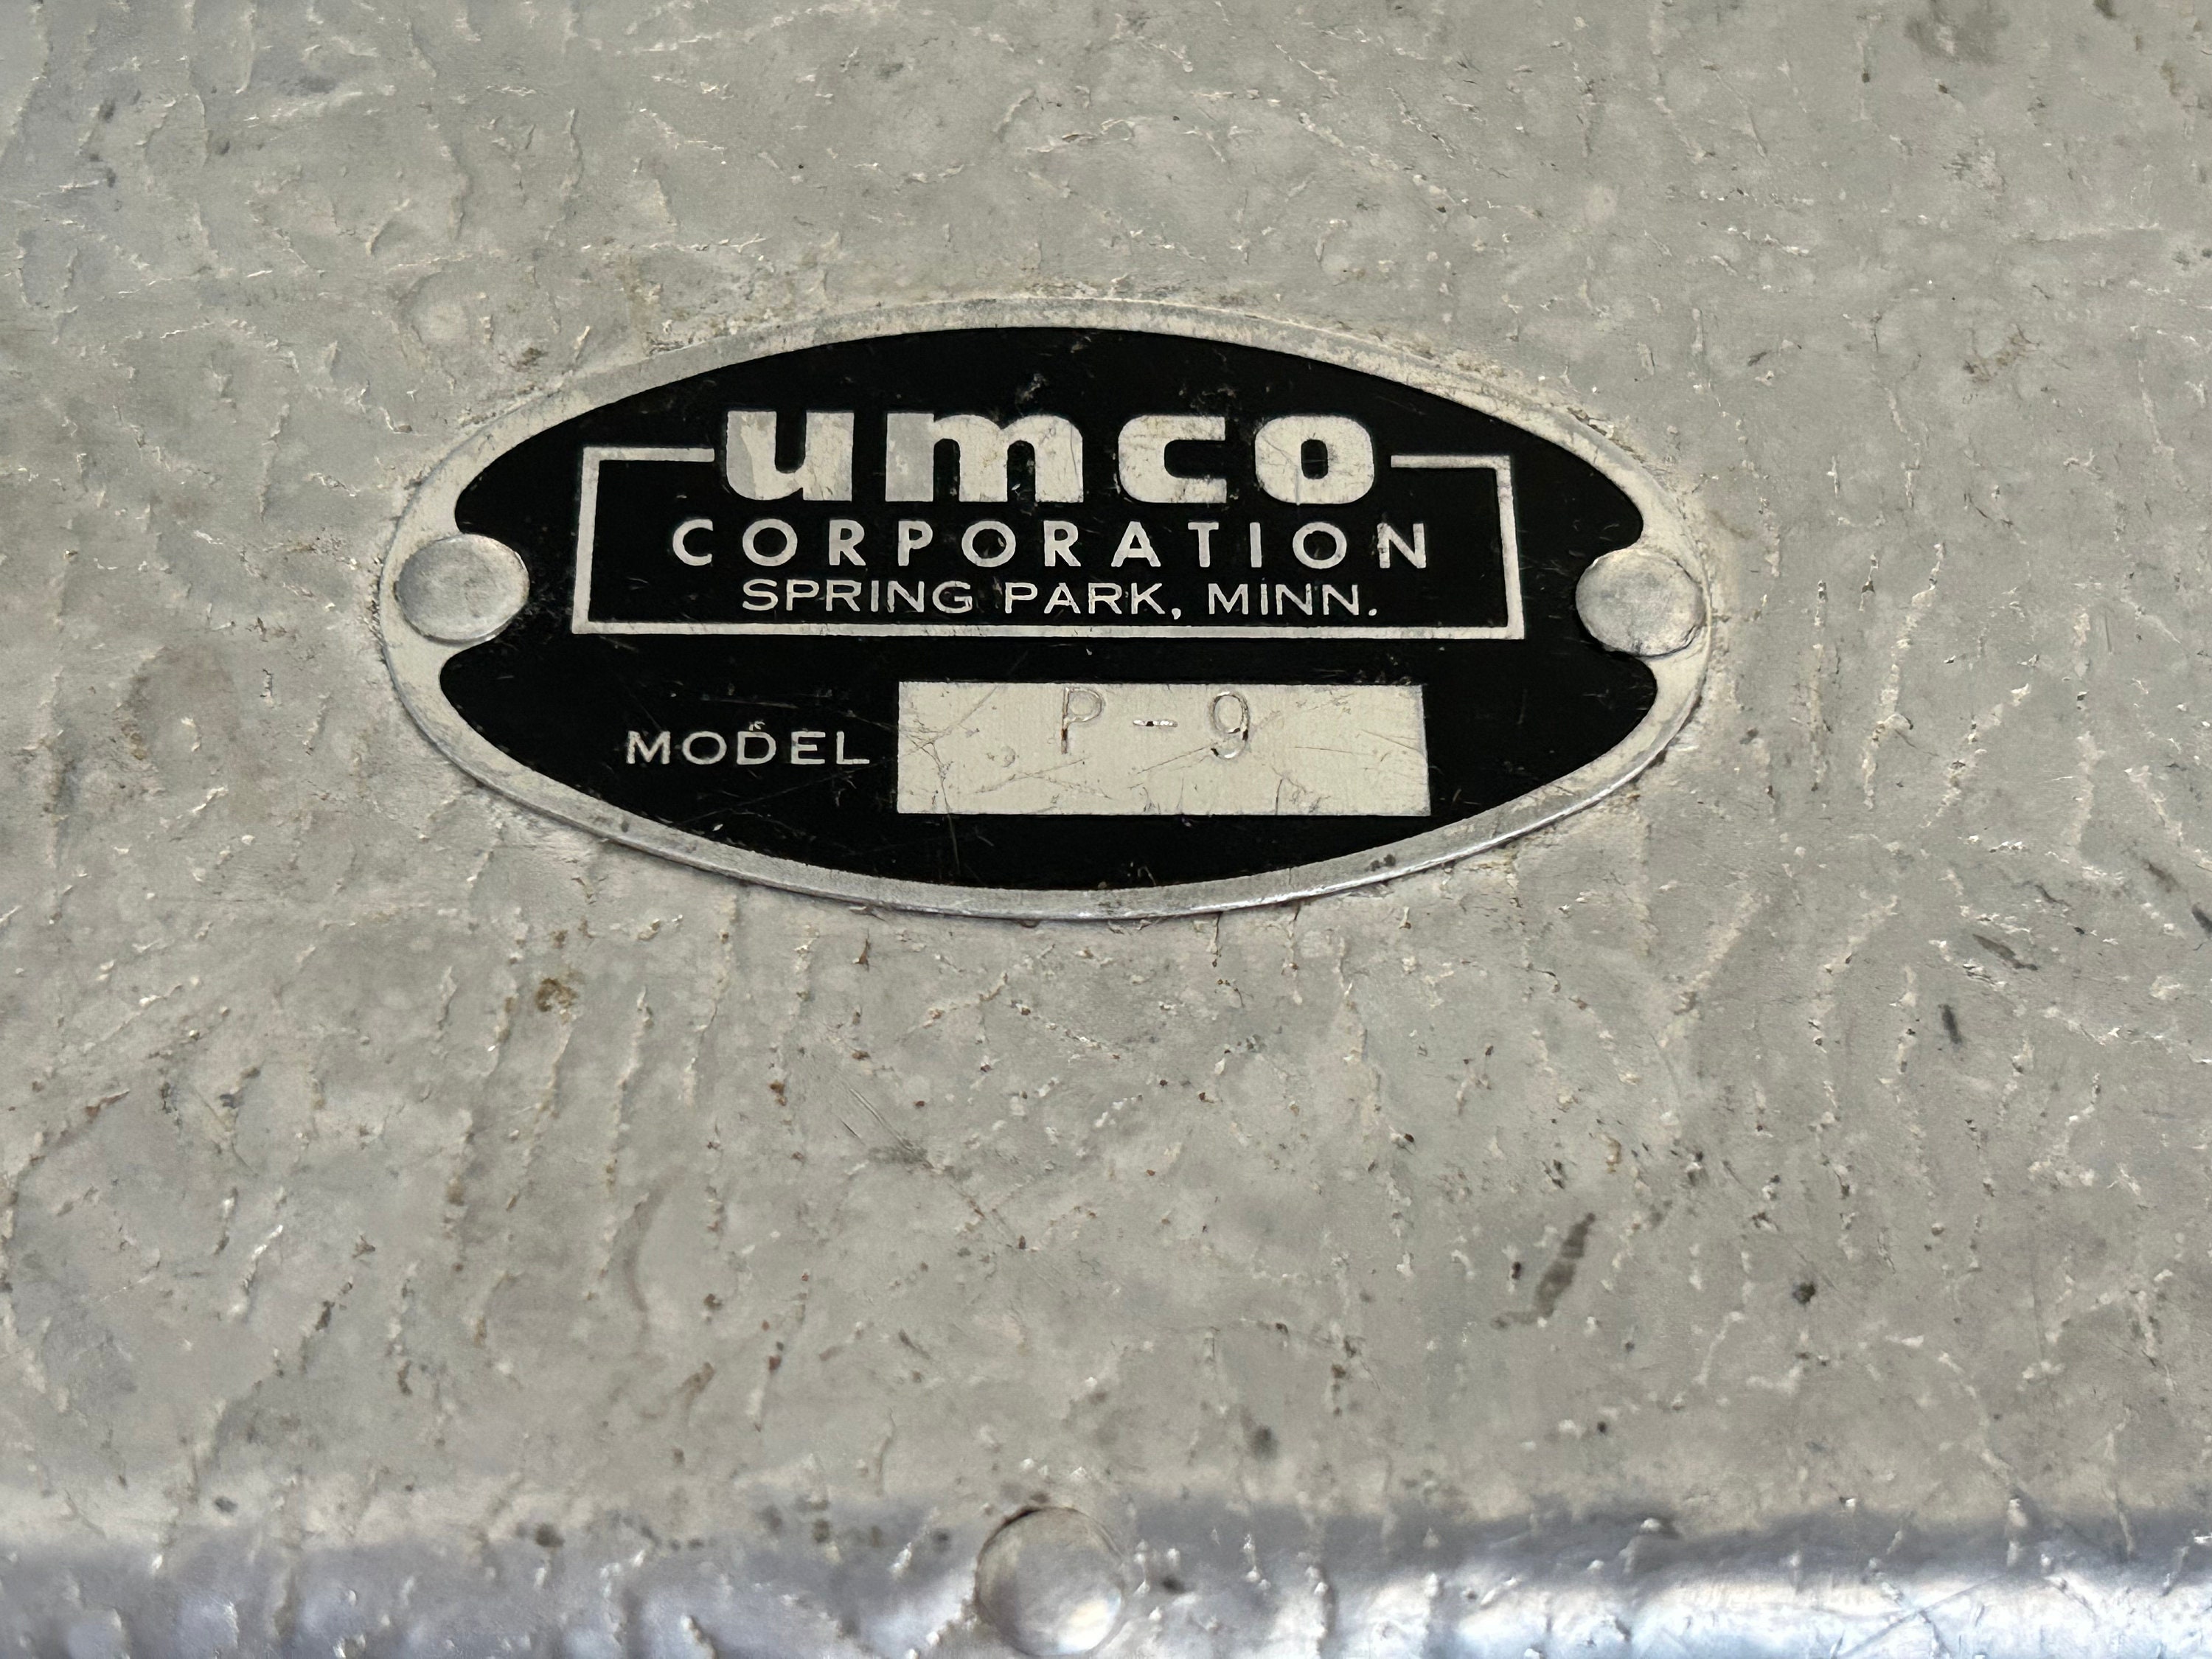 umco
CORPORATION
SPRING PARK, MINN.
MODEL P-9